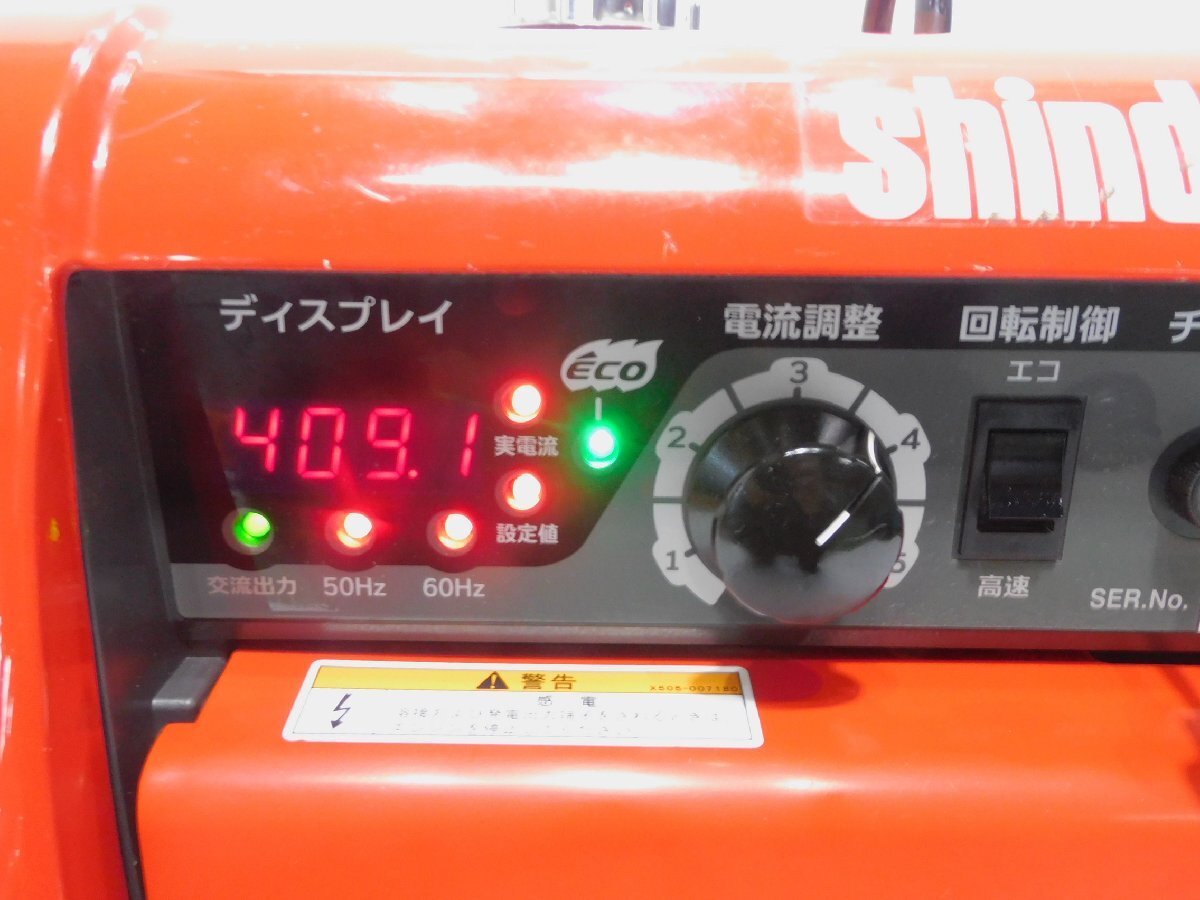 Shind
ディスプレイ
電流調整
回転制御
チ
ECO
エコ
409.1
実電流
設定値
交流出力
50Hz
60Hz
1
2
3
4
5
高速
SER.No.
警告
X505-007180
感電